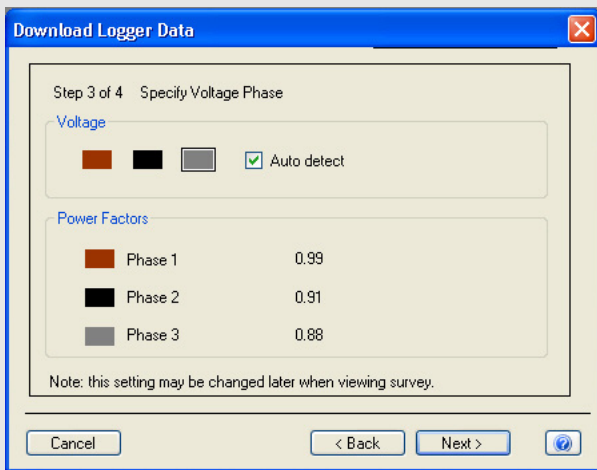 Download Logger Data
Step 3 of 4 Specify Voltage Phase
Voltage
Auto detect
Power Factors
Phase 1 0.99
Phase 2 0.91
Phase 3 0.88
Note: this setting may be changed later when viewing survey.
Cancel < Back Next > ?